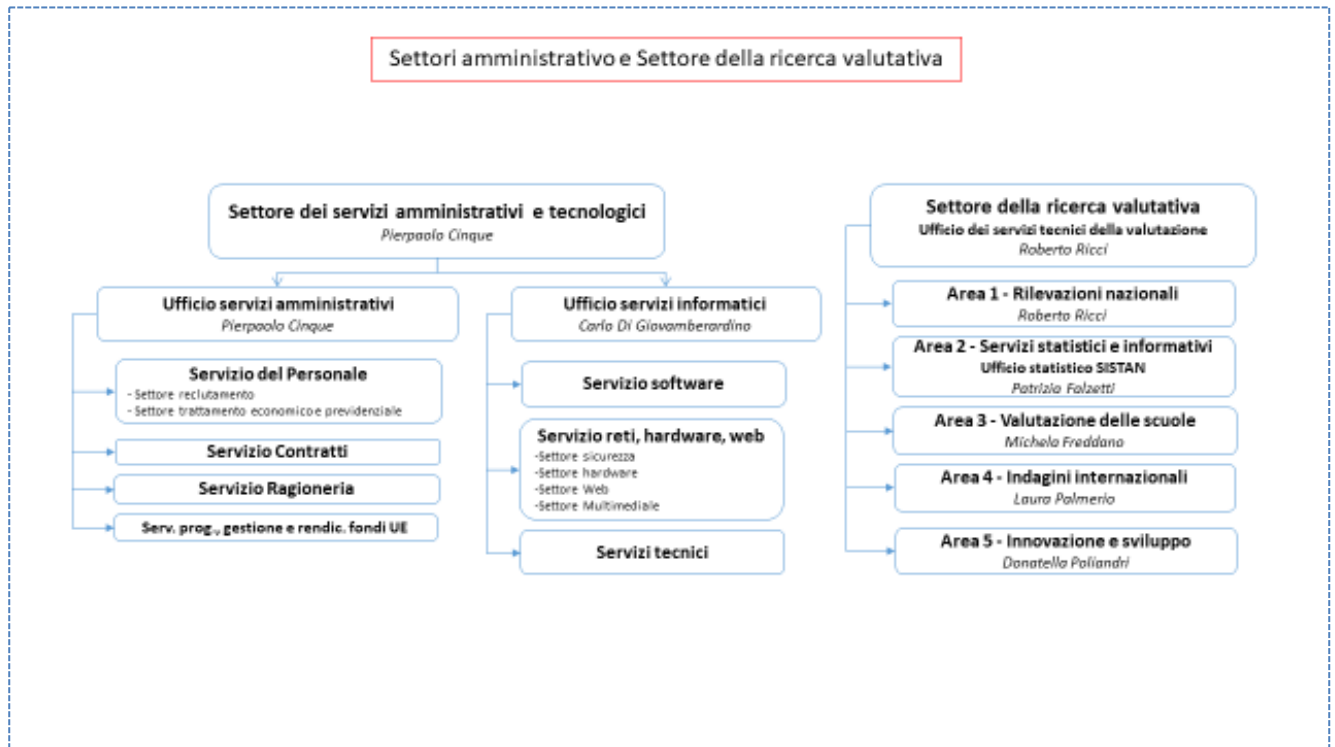 Settori amministrativo e Settore della ricerca valutativa
Settore dei servizi amministrativi e tecnologici
Pierpaolo Cinque
Ufficio servizi amministrativi
Pierpaolo Cinque
Servizio del Personale
- Settore reclutamento
- Settore trattamento economico e previdenziale
Servizio Contratti
Servizio Ragioneria
Serv. prog., gestione e rendic. fondi UE
Ufficio servizi informatici
Carlo Di Giovamberardino
Servizio software
Servizio reti, hardware, web
-Settore sicurezza
-Settore hardware
-Settore Web
-Settore Multimediale
Servizi tecnici
Settore della ricerca valutativa
Ufficio dei servizi tecnici della valutazione
Roberto Ricci
Area 1 - Rilevazioni nazionali
Roberto Ricci
Area 2 - Servizi statistici e informativi
Ufficio statistico SISTAN
Patrizia Falzetti
Area 3 - Valutazione delle scuole
Michela Freddano
Area 4 - Indagini internazionali
Laura Palmerio
Area 5 - Innovazione e sviluppo
Donatella Poliandri